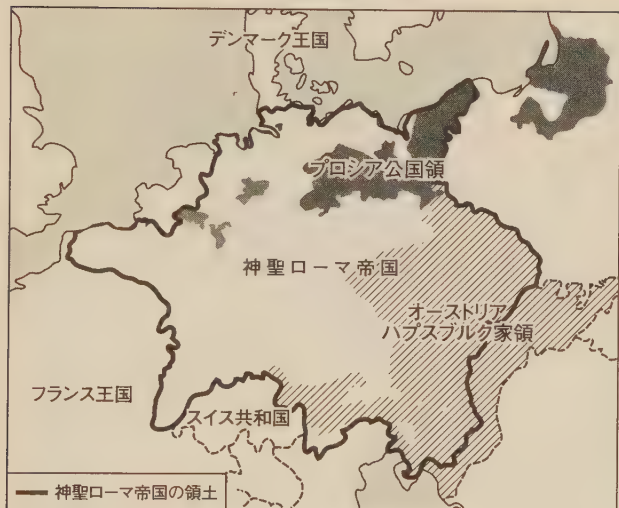 デンマーク王国
プロシア公国領
神聖ローマ帝国
オーストリア
ハプスブルク家領
フランス王国
スイス共和国
神聖ローマ帝国の領土